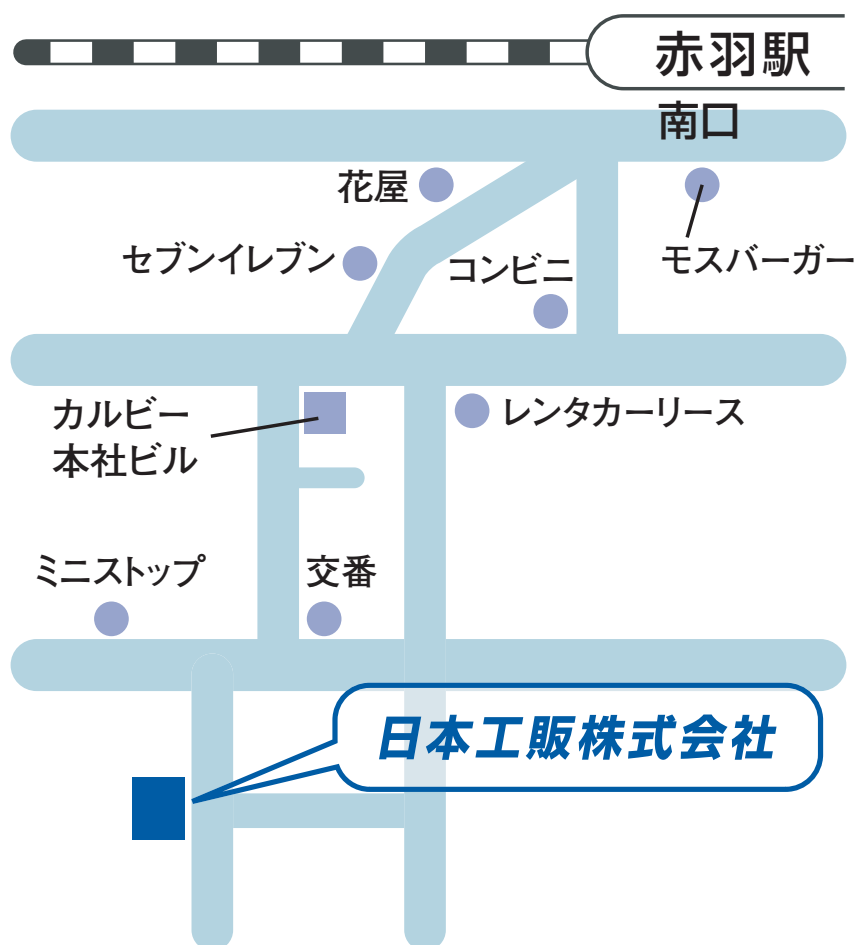 赤羽駅
南口
花屋
セブンイレブン
コンビニ
モスバーガー
カルビー
本社ビル
レンタカーリース
ミニストップ
交番
日本工販株式会社